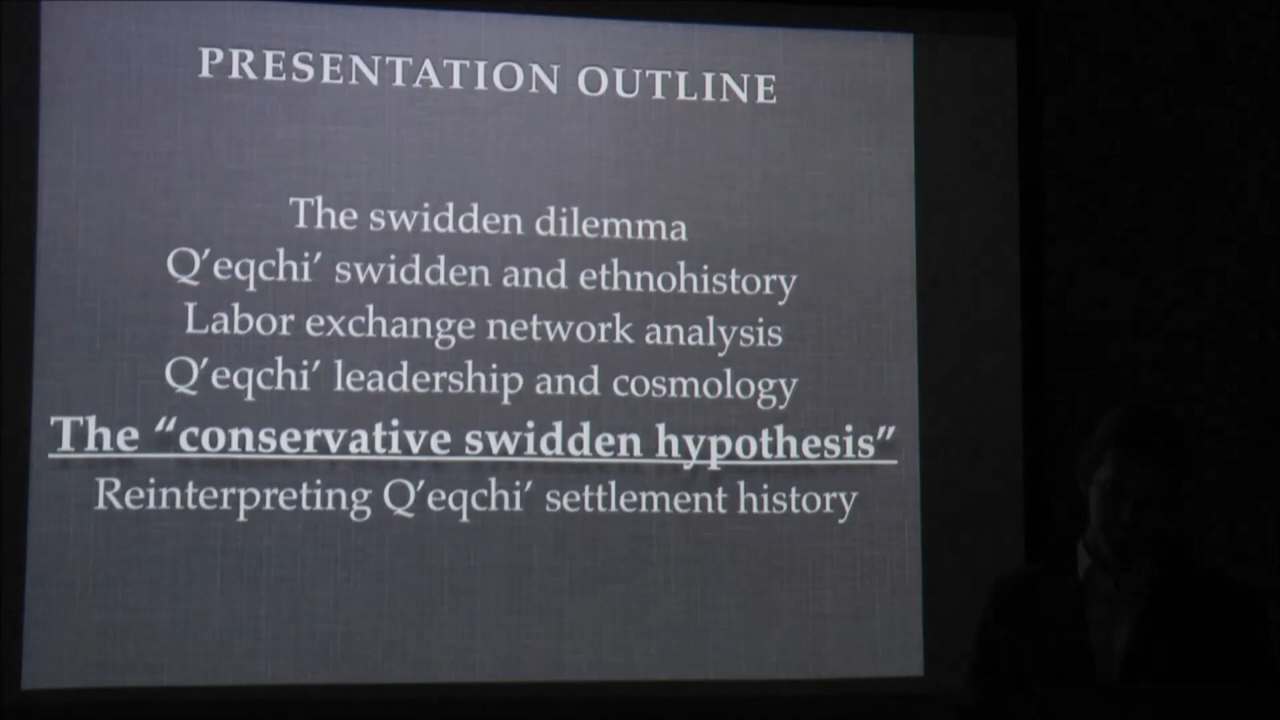 PRESENTATION OUTLINE
The swidden dilemma
Q’eqchi’ swidden and ethnohistory
Labor exchange network analysis
Q’eqchi’ leadership and cosmology
The “conservative swidden hypothesis”
Reinterpreting Q’eqchi’ settlement history